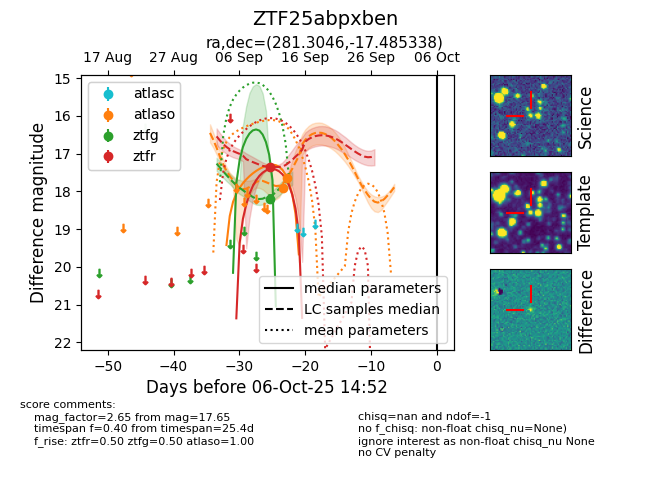 ZTF25abpxben
ra,dec=(281.3046,-17.485338)
17 Aug 27 Aug 06 Sep 16 Sep 26 Sep 06 Oct
atlasc
atlaso
ztfg
ztfr
15
16
17
18
19
20
21
22
Difference magnitude
median parameters
LC samples median
mean parameters
−50 −40 −30 −20 −10 0
Days before 06-Oct-25 14:52
Science
Template
Difference
score comments:
mag_factor=2.65 from mag=17.65
timespan f=0.40 from timespan=25.4d
f_rise: ztfr=0.50 ztfg=0.50 atlaso=1.00
chisq=nan and ndof=-1
no f_chisq: non-float chisq_nu=None)
ignore interest as non-float chisq_nu None
no CV penalty